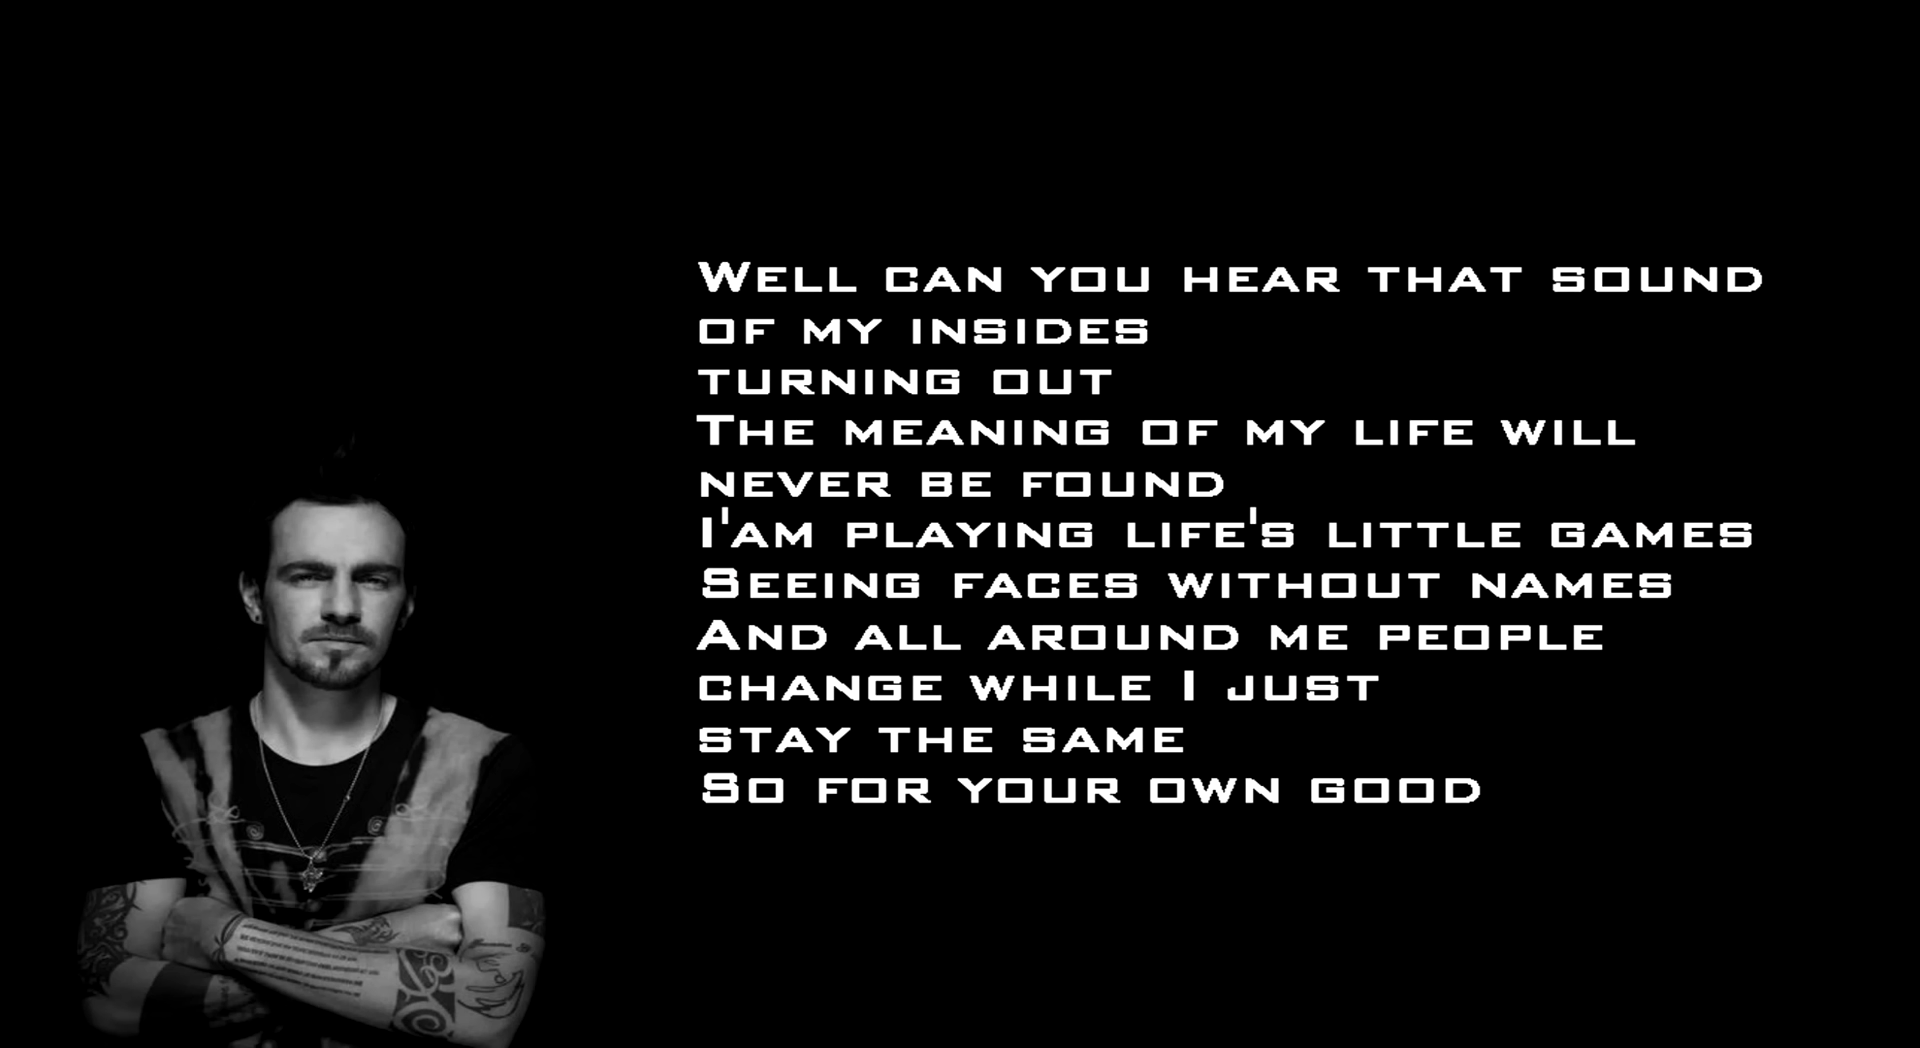 Well can you hear that sound
of my insides
turning out
The meaning of my life will
never be found
I'am playing life's little games
Seeing faces without names
And all around me people
change while I just
stay the same
So for your own good